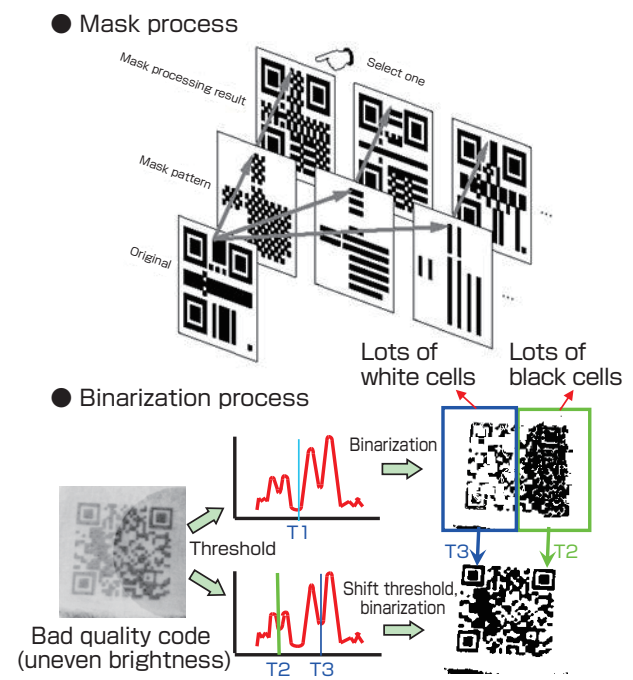 ● Mask process
Mask processing result
Select one
Mask pattern
Original
...
...
Lots of
white cells
Lots of
black cells
● Binarization process
Binarization
T1
Threshold
T3
T2
Shift threshold,
binarization
Bad quality code
(uneven brightness)
T2
T3